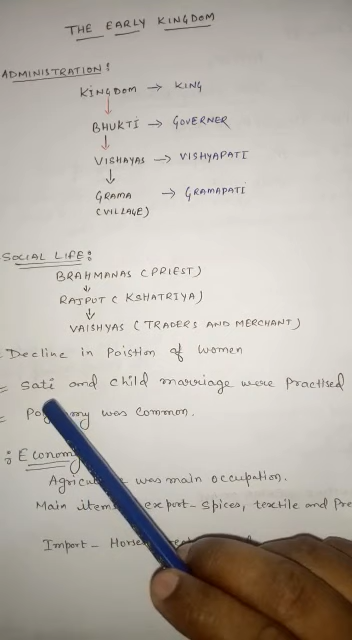 THE EARLY KINGDOM
ADMINISTRATION:
KINGDOM → KING
BHUKTI → GOVERNER
VISHAYAS → VISHYAPATI
GRAMA → GRAMAPATI
(VILLAGE)
SOCIAL LIFE:
BRAHMANAS (PRIEST)
RAJPUT (KSHATRIYA)
VAISHYAS (TRADERS AND MERCHANT)
Decline in Poistion of women
= Sati and child marriage were Practised
= was common.
: Economy
was main occupation.
Main items export - spices, textile and
Import -